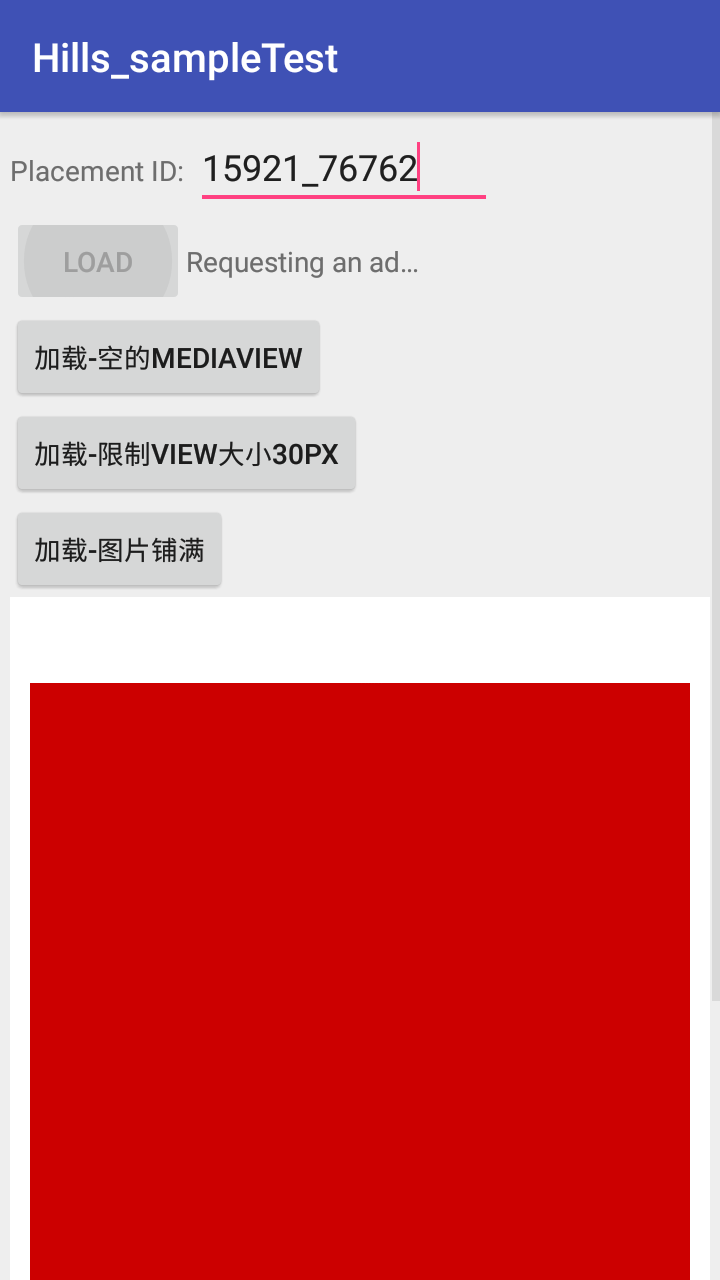 Hills_sampleTest
Placement ID: 15921_76762
LOAD Requesting an ad…
加载-空的MEDIAVIEW
加载-限制VIEW大小30PX
加载-图片铺满